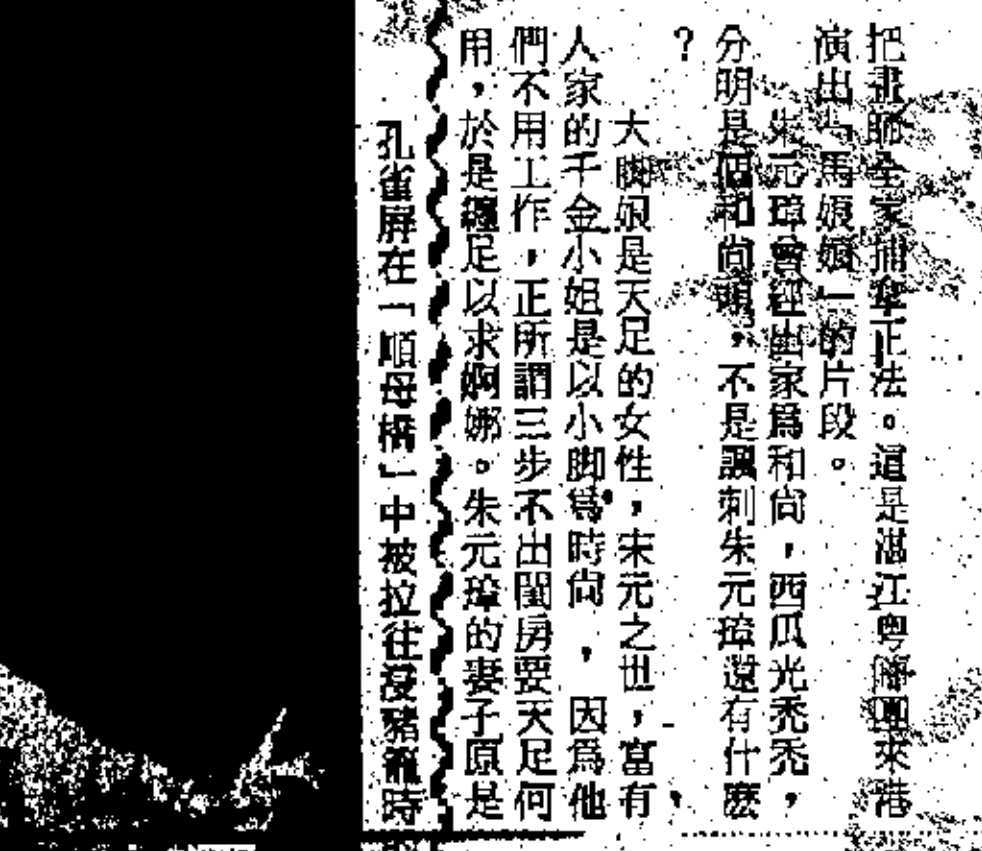 把畫師全家捕拿正法。這是湛江粵劇團來港
演出「馬娘娘」的片段。
朱元璋曾經出家爲和尚,西瓜光禿禿,
分明是個和尚頭,不是諷刺朱元璋還有什麽
?
大脚娘是天足的女性,宋元之世,富有
人家的千金小姐是以小脚爲時尚,因爲他
們不用工作,正所謂三步不出閨房要天足何
用,於是纏足以求婀娜。朱元璋的妻子原是
孔雀屏在「順母橋」中被拉往浸豬籠時